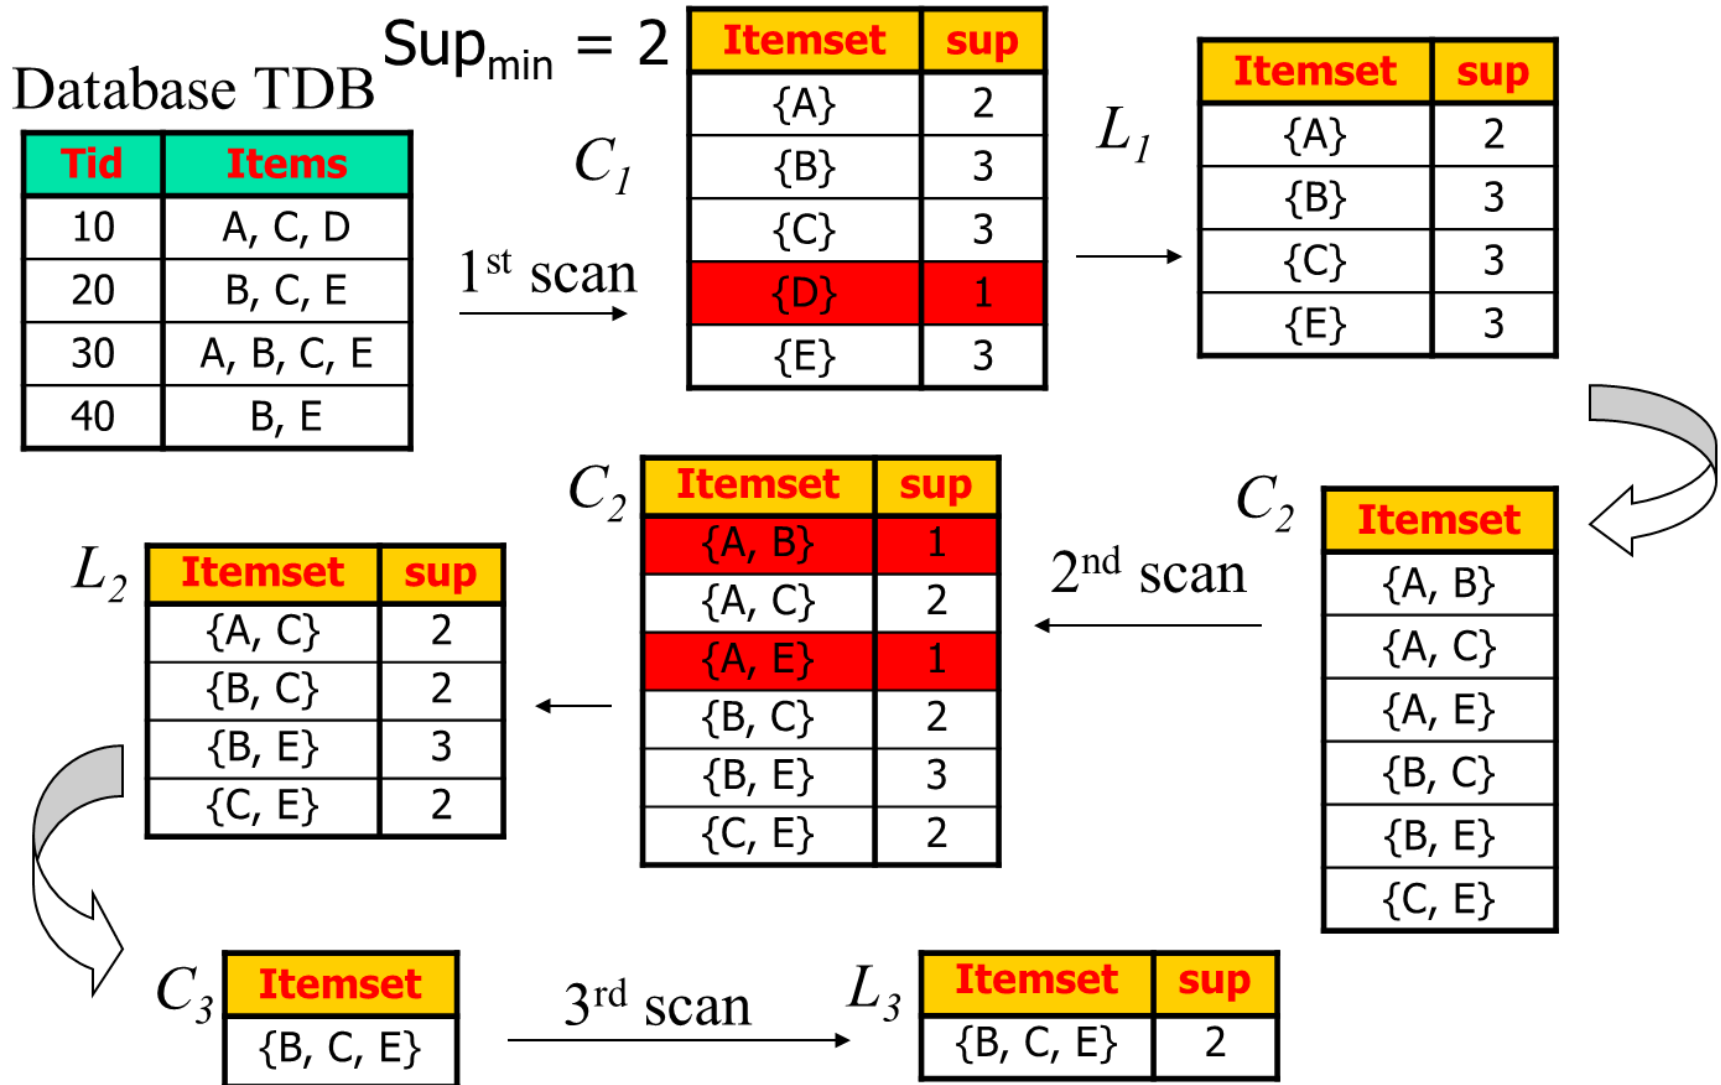 Sup_min = 2
Database TDB
Tid Items
10 A, C, D
20 B, C, E
30 A, B, C, E
40 B, E
1st scan
C1
Itemset sup
{A} 2
{B} 3
{C} 3
{D} 1
{E} 3
L1
Itemset sup
{A} 2
{B} 3
{C} 3
{E} 3
C2
Itemset
{A, B}
{A, C}
{A, E}
{B, C}
{B, E}
{C, E}
2nd scan
C2
Itemset sup
{A, B} 1
{A, C} 2
{A, E} 1
{B, C} 2
{B, E} 3
{C, E} 2
L2
Itemset sup
{A, C} 2
{B, C} 2
{B, E} 3
{C, E} 2
C3
Itemset
{B, C, E}
3rd scan
L3
Itemset sup
{B, C, E} 2